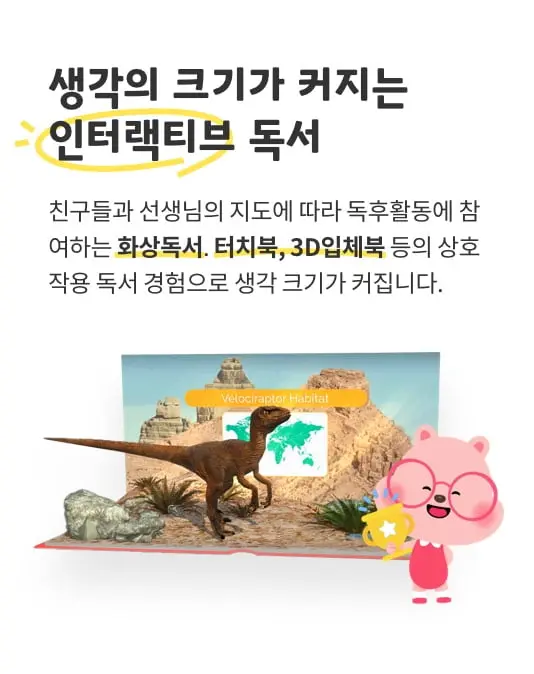 생각의 크기가 커지는
인터랙티브 독서
친구들과 선생님의 지도에 따라 독후활동에 참
여하는 화상독서. 터치북, 3D입체북 등의 상호
작용 독서 경험으로 생각 크기가 커집니다.
Velociraptor Habitat